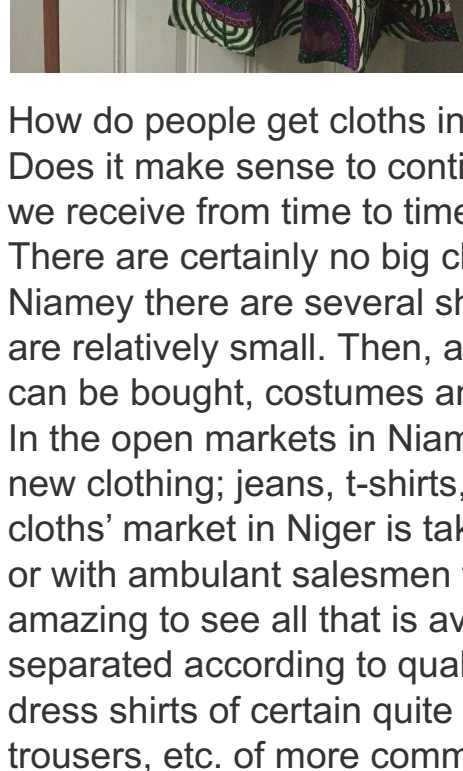 How do people get cloths in
Does it make sense to conti
we receive from time to time
There are certainly no big cl
Niamey there are several sh
are relatively small. Then, a
can be bought, costumes an
In the open markets in Niam
new clothing; jeans, t-shirts,
cloths’ market in Niger is tak
or with ambulant salesmen
amazing to see all that is av
separated according to qual
dress shirts of certain quite
trousers, etc. of more comm